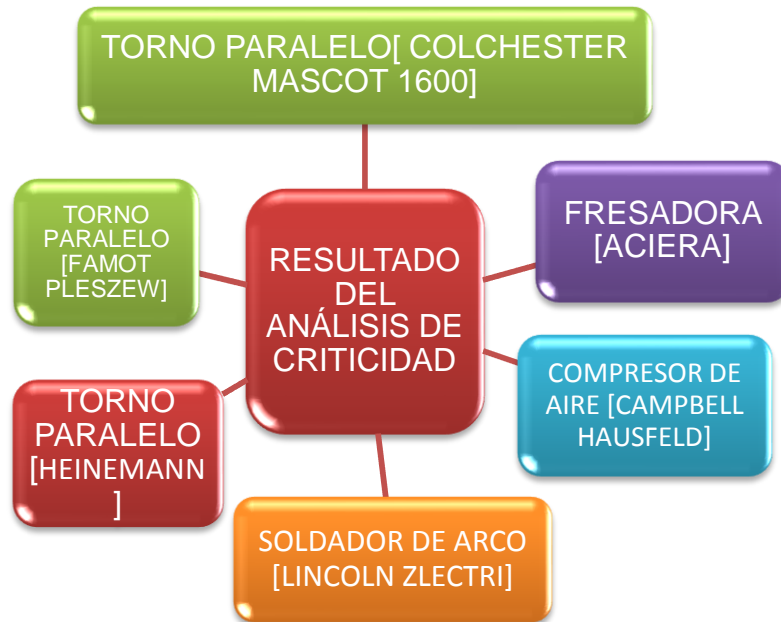 TORNO PARALELO[ COLCHESTER
MASCOT 1600]
TORNO
PARALELO
[FAMOT
PLESZEW]
RESULTADO
DEL
ANÁLISIS DE
CRITICIDAD
FRESADORA
[ACIERA]
TORNO
PARALELO
[HEINEMANN
]
COMPRESOR DE
AIRE [CAMPBELL
HAUSFELD]
SOLDADOR DE ARCO
[LINCOLN ZLECTRI]